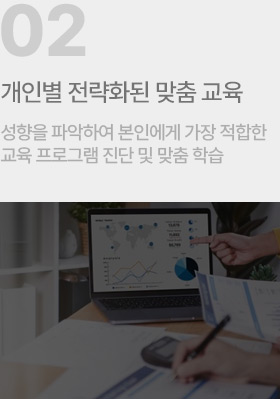 02
개인별 전략화된 맞춤 교육
성향을 파악하여 본인에게 가장 적합한
교육 프로그램 진단 및 맞춤 학습